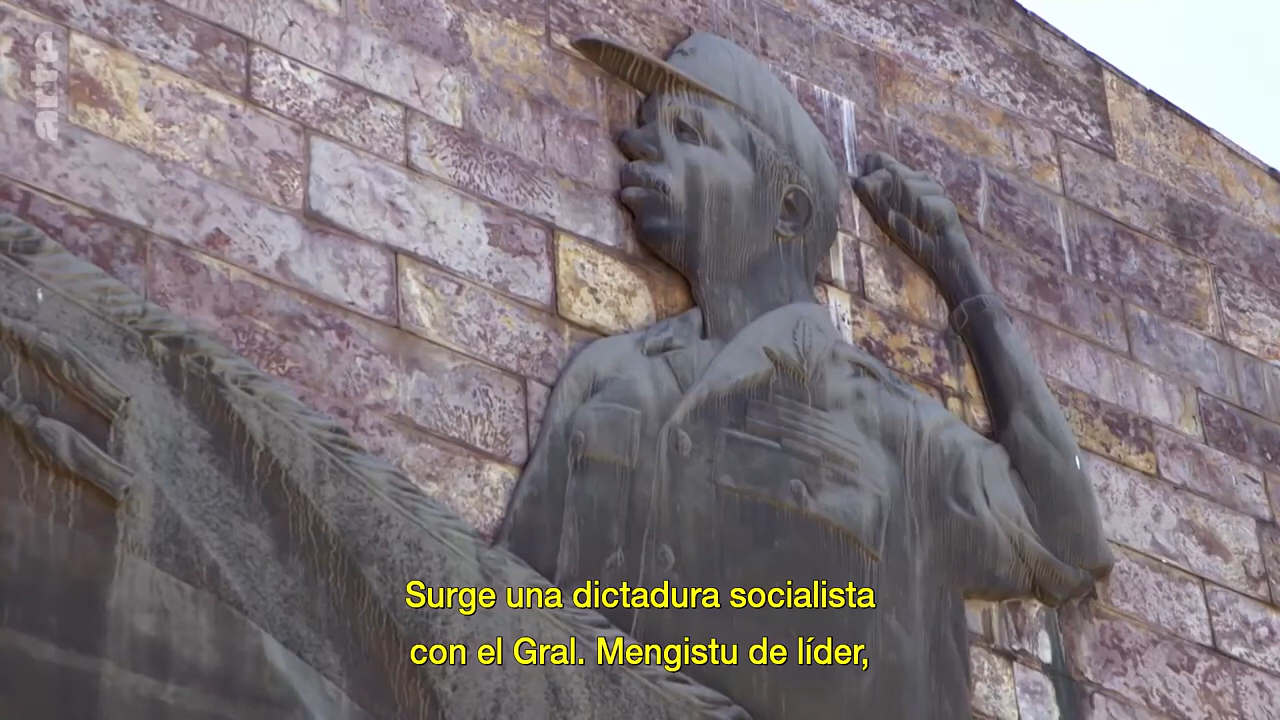 arte
Surge una dictadura socialista
con el Gral. Mengistu de líder,